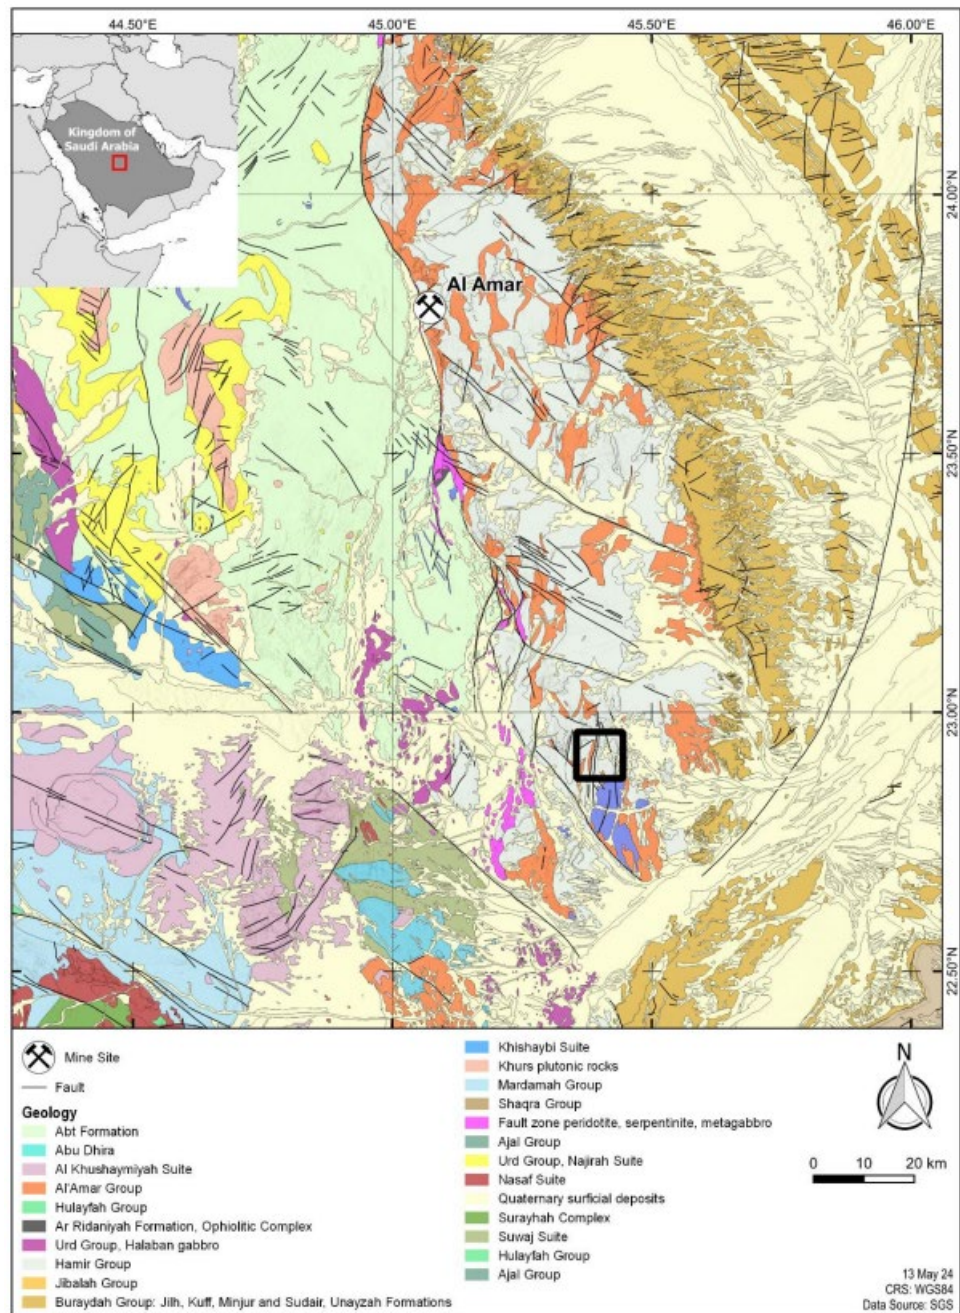 44.50°E
45.00°E
45.50°E
46.00°E
Kingdom of
Saudi Arabia
24.00°N
Al Amar
23.50°N
23.00°N
22.50°N
Mine Site
Fault
Geology
Abt Formation
Abu Dhira
Al Khushaymiyah Suite
Al'Amar Group
Hulayfah Group
Ar Ridaniyah Formation, Ophiolitic Complex
Urd Group, Halaban gabbro
Hamir Group
Jibalah Group
Buraydah Group: Jilh, Kuff, Minjur and Sudair, Unayzah Formations
Khishaybi Suite
Khurs plutonic rocks
Mardamah Group
Shaqra Group
Fault zone peridotite, serpentinite, metagabbro
Ajal Group
Urd Group, Najirah Suite
Nasaf Suite
Quaternary surficial deposits
Surayhah Complex
Suwaj Suite
Hulayfah Group
Ajal Group
N
0 10 20 km
13 May 24
CRS: WGS84
Data Source: SGS